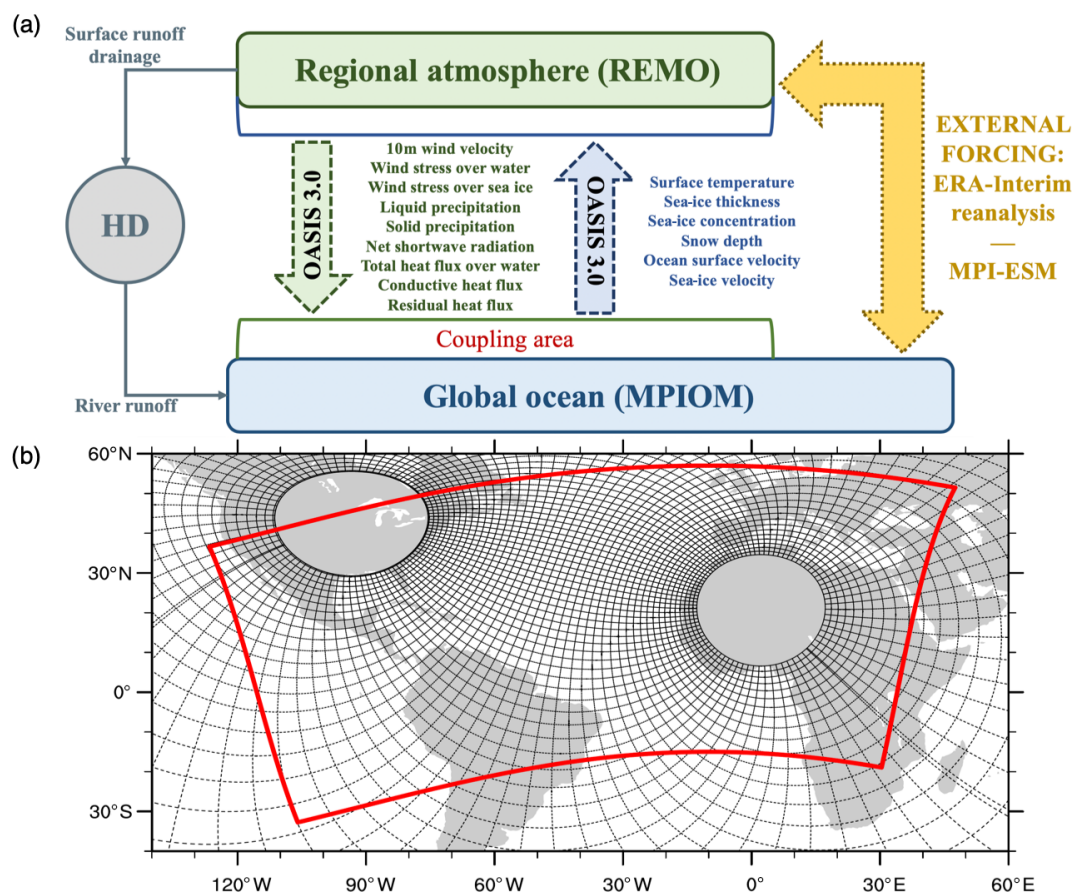 (a)
Surface runoff
drainage
Regional atmosphere (REMO)
HD
OASIS 3.0
10m wind velocity
Wind stress over water
Wind stress over sea ice
Liquid precipitation
Solid precipitation
Net shortwave radiation
Total heat flux over water
Conductive heat flux
Residual heat flux
OASIS 3.0
Surface temperature
Sea-ice thickness
Sea-ice concentration
Snow depth
Ocean surface velocity
Sea-ice velocity
EXTERNAL
FORCING:
ERA-Interim
reanalysis
—
MPI-ESM
Coupling area
River runoff
Global ocean (MPIOM)
(b)
60°N
30°N
0°
30°S
120°W 90°W 60°W 30°W 0° 30°E 60°E